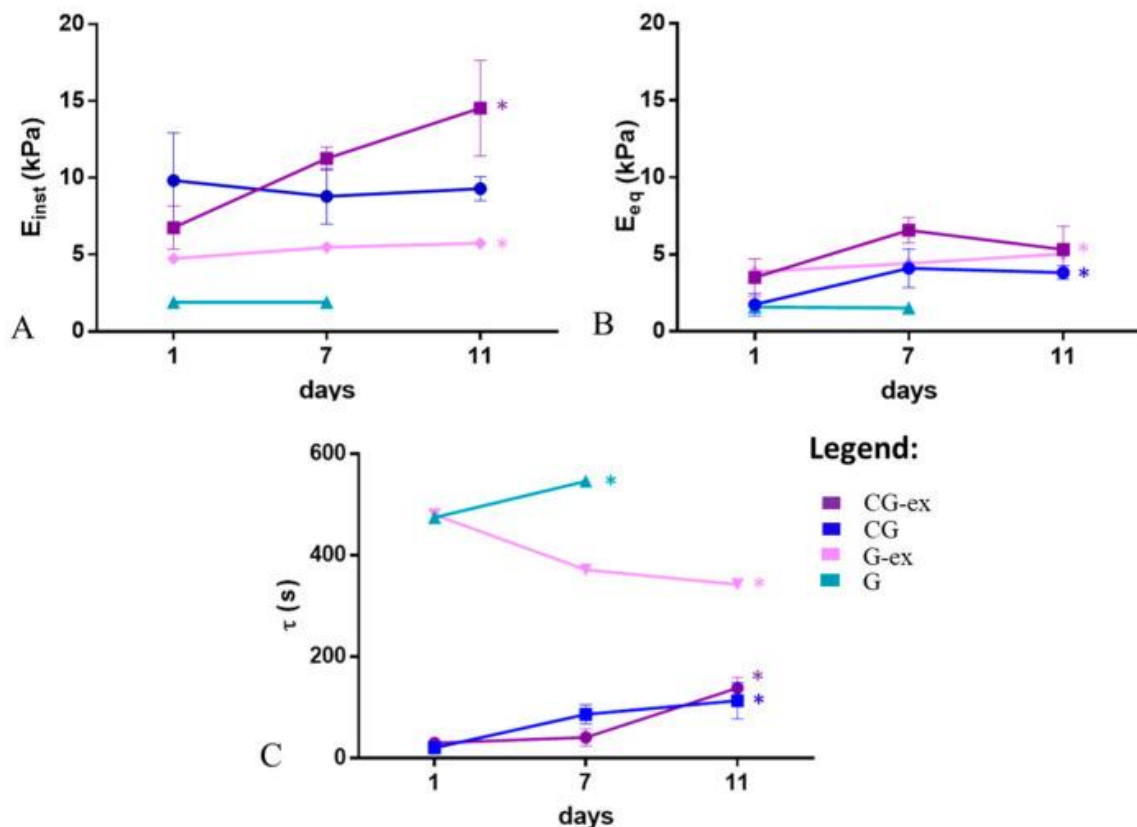 20
15
10
5
0
E_inst (kPa)
1 7 11
days
*
*
A
20
15
10
5
0
E_eq (kPa)
1 7 11
days
*
*
B
600
400
200
0
τ (s)
1 7 11
days
*
*
*
*
C
Legend:
CG-ex
CG
G-ex
G